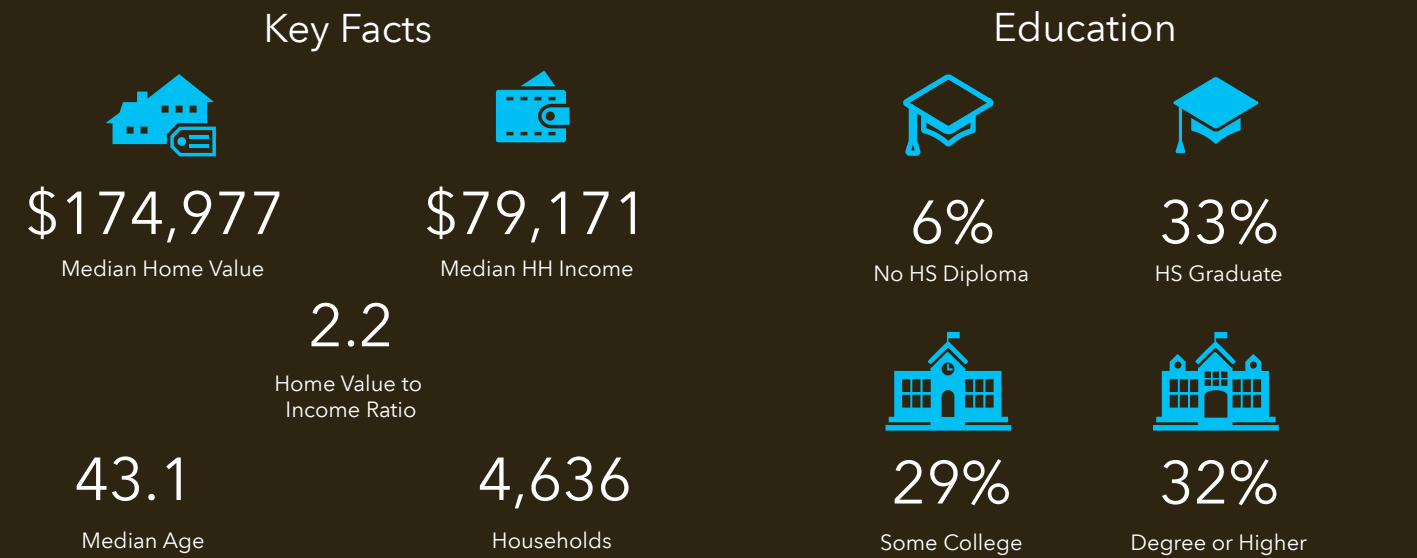 Key Facts
$174,977
Median Home Value
$79,171
Median HH Income
2.2
Home Value to
Income Ratio
43.1
Median Age
4,636
Households
Education
6%
No HS Diploma
33%
HS Graduate
29%
Some College
32%
Degree or Higher